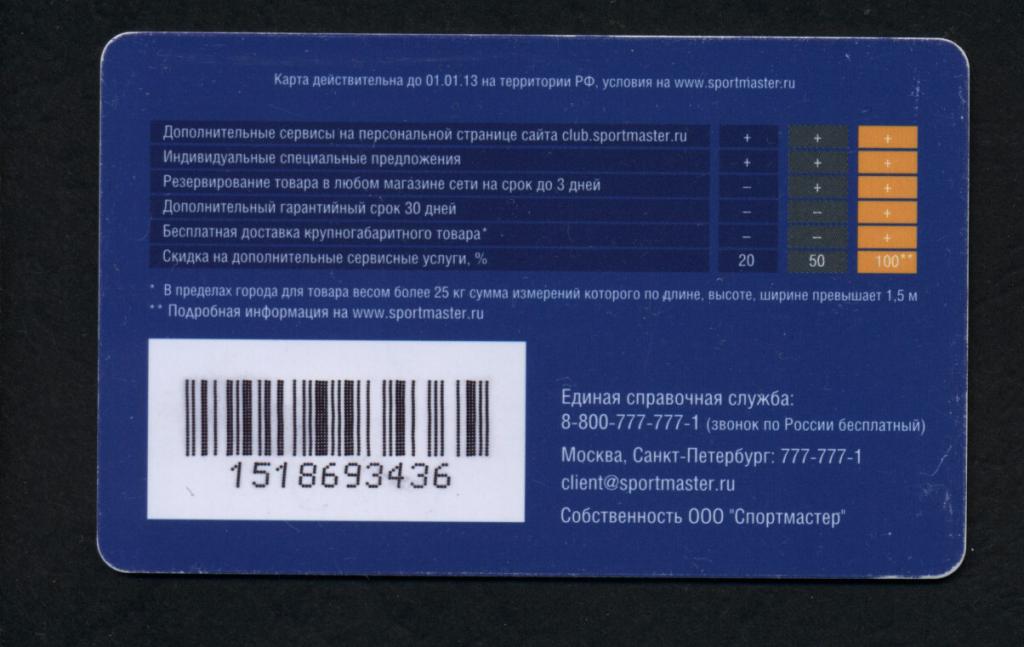 Карта действительна до 01.01.13 на территории РФ, условия на www.sportmaster.ru
Дополнительные сервисы на персональной странице сайта club.sportmaster.ru + + +
Индивидуальные специальные предложения + + +
Резервирование товара в любом магазине сети на срок до 3 дней – + +
Дополнительный гарантийный срок 30 дней – – +
Бесплатная доставка крупногабаритного товара* – – +
Скидка на дополнительные сервисные услуги, % 20 50 100**
* В пределах города для товара весом более 25 кг сумма измерений которого по длине, высоте, ширине превышает 1,5 м
** Подробная информация на www.sportmaster.ru
1518693436
Единая справочная служба:
8-800-777-777-1 (звонок по России бесплатный)
Москва, Санкт-Петербург: 777-777-1
client@sportmaster.ru
Собственность ООО "Спортмастер"